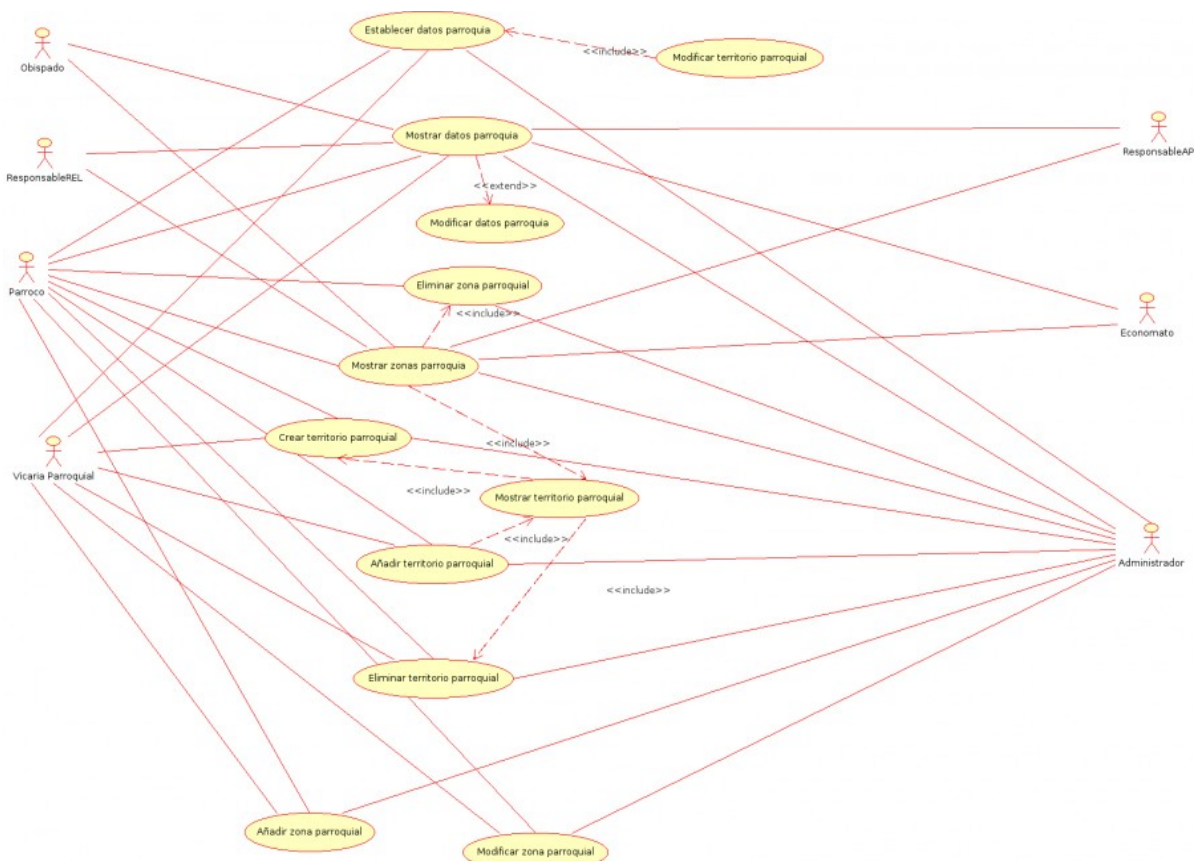 Establecer datos parroquia
<<include>>
Modificar territorio parroquial
Obispado
Mostrar datos parroquia
ResponsableAP
ResponsableREL
<<extend>>
Modificar datos parroquia
Parroco
Eliminar zona parroquial
<<include>>
Economato
Mostrar zonas parroquia
Crear territorio parroquial
<<include>>
Vicaria Parroquial
<<include>>
Mostrar territorio parroquial
<<include>>
Añadir territorio parroquial
Administrador
<<include>>
Eliminar territorio parroquial
Añadir zona parroquial
Modificar zona parroquial